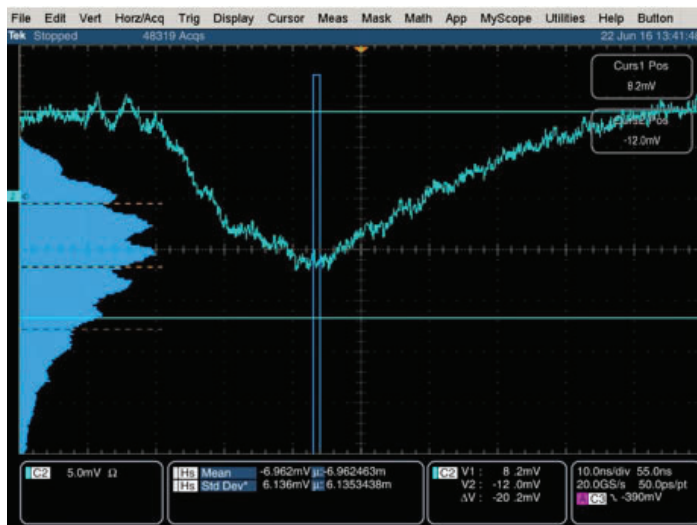 File Edit Vert Horz/Acq Trig Display Cursor Meas Mask Math App MyScope Utilities Help Button
Tek Stopped 48319 Acqs 22 Jun 16 13:41:48
Curs1 Pos
8.2mV
Pos
-12.0mV
C2 5.0mV Ω
Hs Mean -6.962mV μ:-6.962463m
Hs Std Dev* 6.136mV μ:6.1353438m
C2 V1 : 8 .2mV
V2 : -12 .0mV
ΔV : -20 .2mV
10.0ns/div 55.0ns
20.0GS/s 50.0ps/pt
C3 -390mV